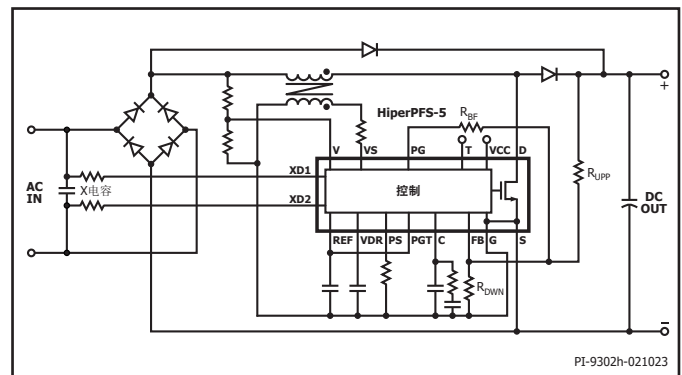 HiperPFS-5
R_BF
+
V
VS
PG
T
VCC
D
XD1
R_UPP
AC
IN
X电容
控制
DC
OUT
XD2
REF
VDR
PS
PGT
C
FB
G
S
R_DWN
–
PI-9302h-021023